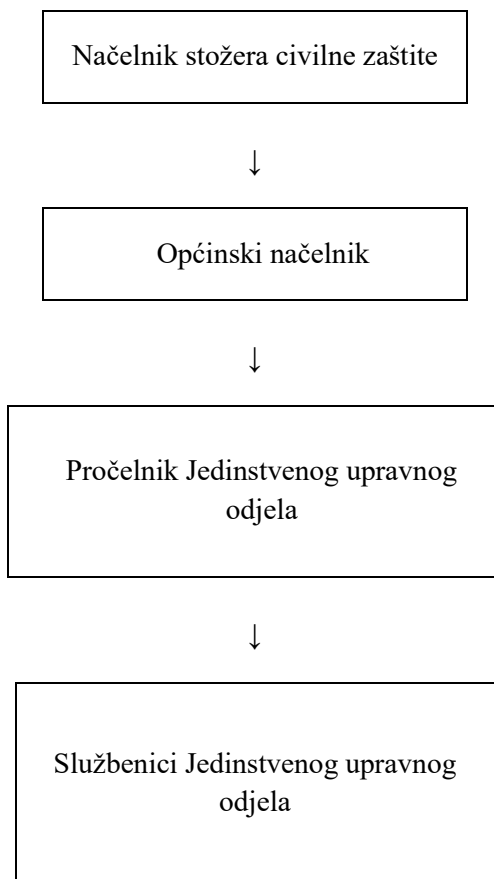 Načelnik stožera civilne zaštite
↓
Općinski načelnik
↓
Pročelnik Jedinstvenog upravnog
odjela
↓
Službenici Jedinstvenog upravnog
odjela